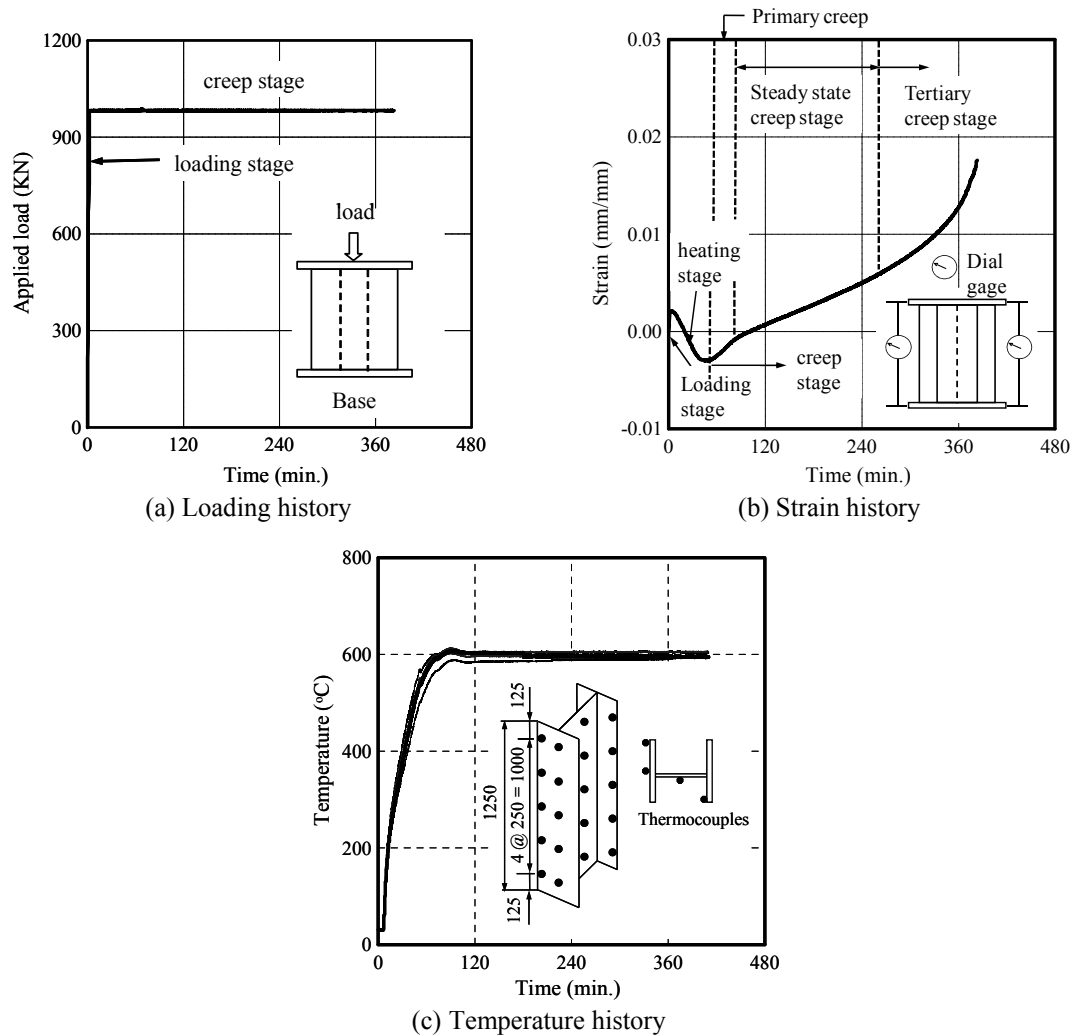 1200
900
600
300
0
Applied load (KN)
creep stage
loading stage
load
Base
0 120 240 360 480
Time (min.)
(a) Loading history
Primary creep
0.03
0.02
0.01
0.00
-0.01
Strain (mm/mm)
Steady state
creep stage
Tertiary
creep stage
heating
stage
Dial
gage
Loading
stage
creep
stage
0 120 240 360 480
Time (min.)
(b) Strain history
800
600
400
200
0
Temperature (°C)
125
1250
4 @ 250 = 1000
125
Thermocouples
0 120 240 360 480
Time (min.)
(c) Temperature history